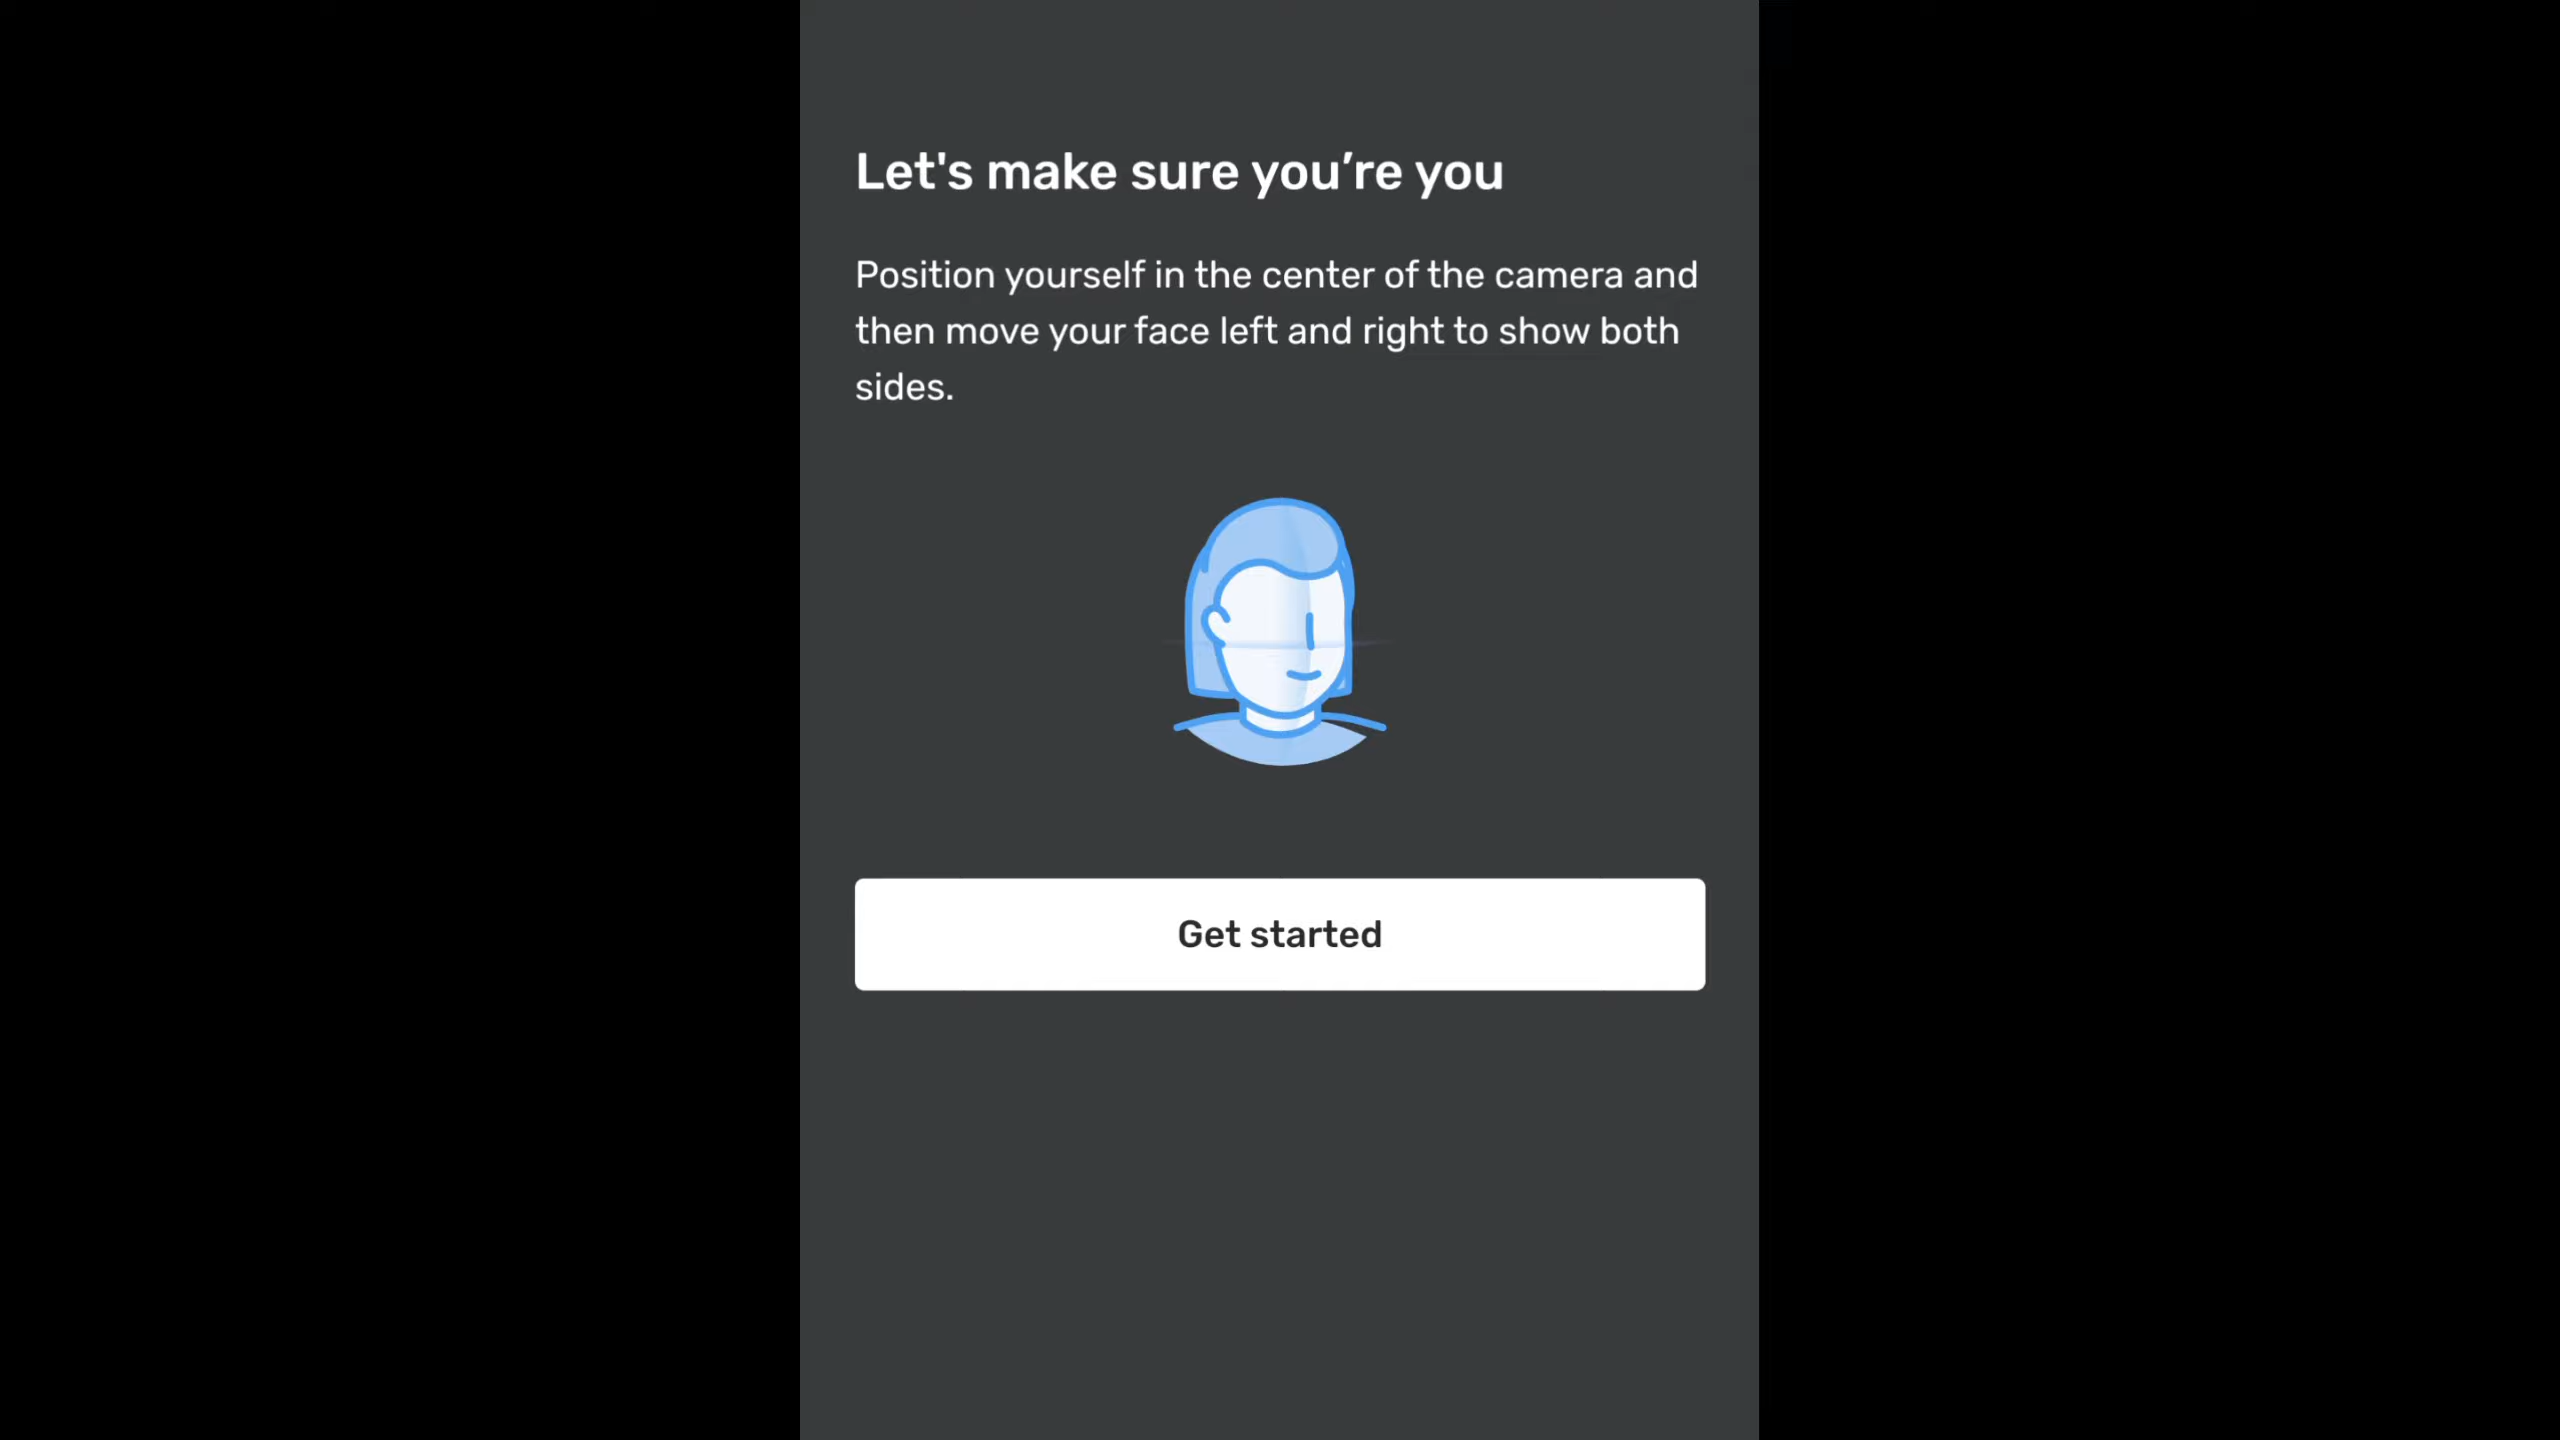 Let's make sure you’re you
Position yourself in the center of the camera and
then move your face left and right to show both
sides.
Get started